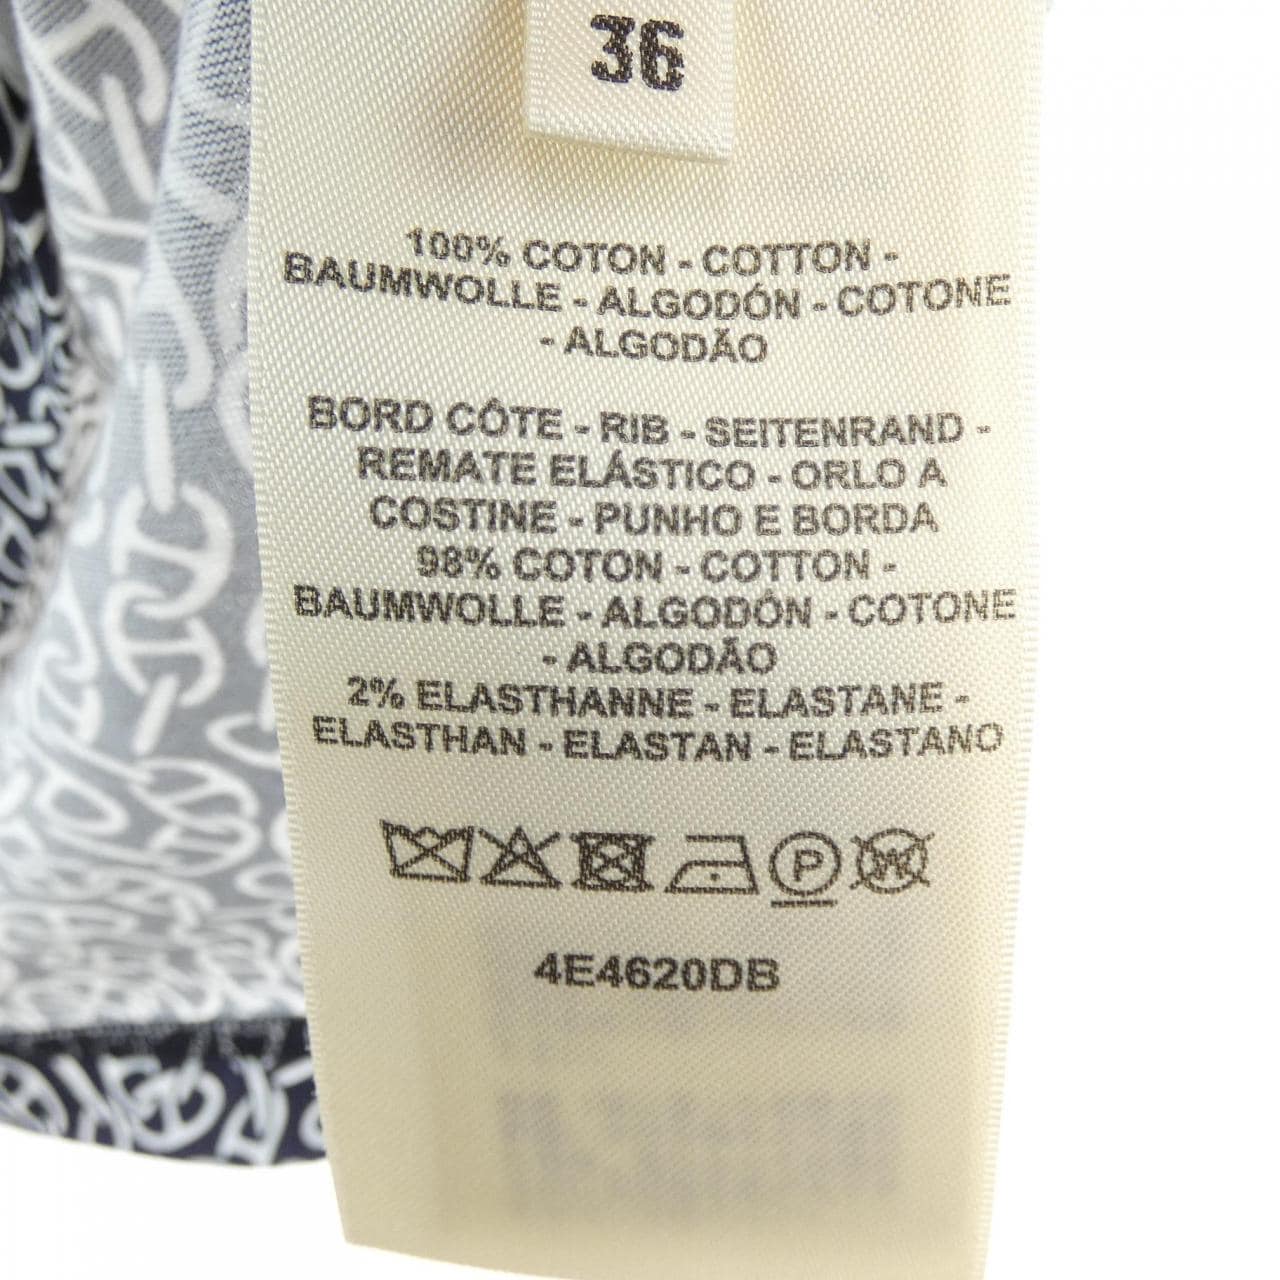 36
100% COTON - COTTON -
BAUMWOLLE - ALGODÓN - COTONE
- ALGODÃO
BORD CÔTE - RIB - SEITENRAND -
REMATE ELÁSTICO - ORLO A
COSTINE - PUNHO E BORDA
98% COTON - COTTON -
BAUMWOLLE - ALGODÓN - COTONE
- ALGODÃO
2% ELASTHANNE - ELASTANE -
ELASTHAN - ELASTAN - ELASTANO
P W
4E4620DB